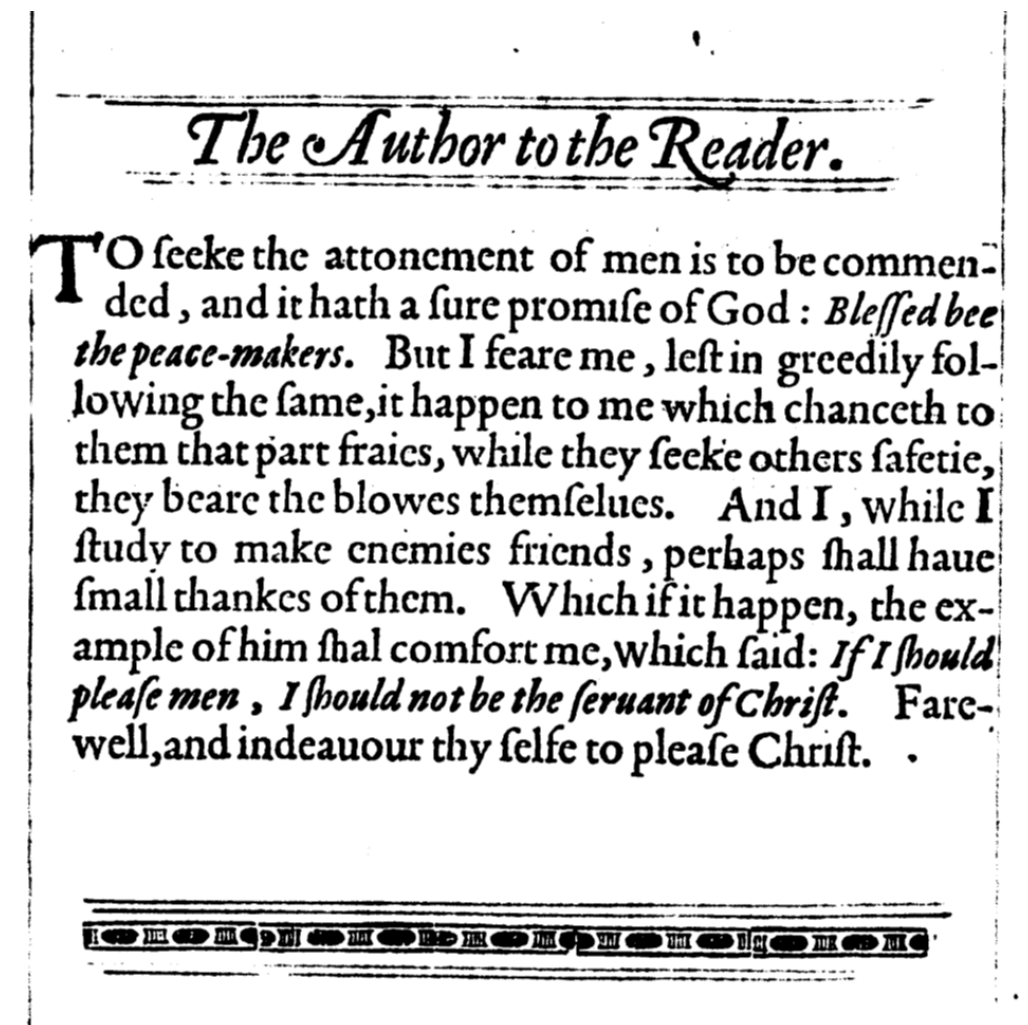 The Author to the Reader.
TO ſeeke the attonement of men is to be commen-
ded, and it hath a ſure promiſe of God: Bleſſed bee
the peace-makers. But I feare me, leſt in greedily fol-
lowing the ſame, it happen to me which chanceth to
them that part fraies, while they ſeeke others ſafetie,
they beare the blowes themſelues. And I, while I
ſtudy to make enemies friends, perhaps ſhall haue
ſmall thankes of them. Which if it happen, the ex-
ample of him ſhal comfort me, which ſaid: If I ſhould
pleaſe men, I ſhould not be the ſeruant of Chriſt. Fare-
well, and indeauour thy ſelfe to pleaſe Chriſt.